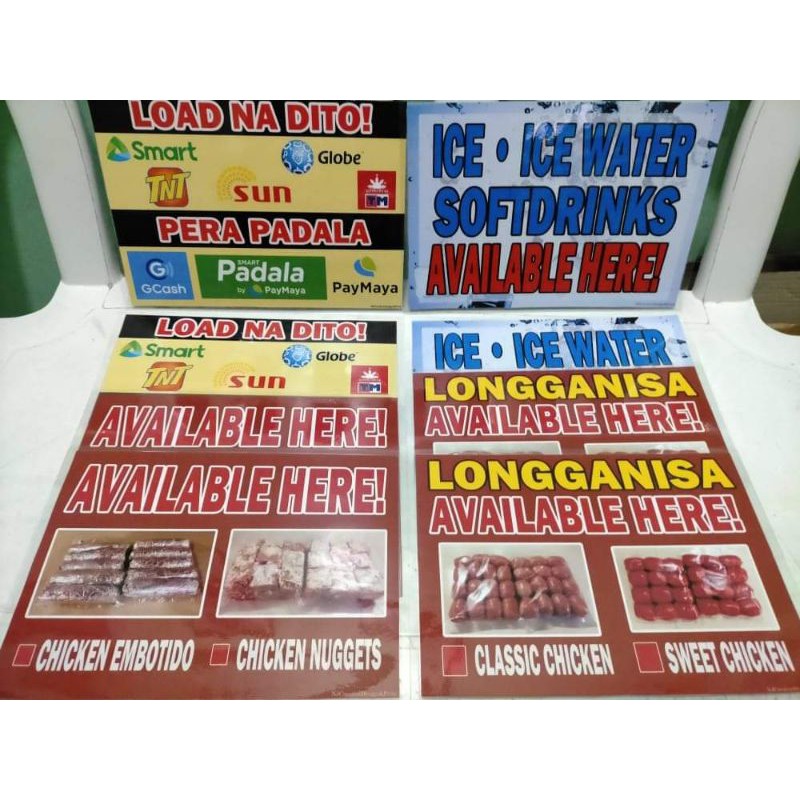 LOAD NA DITO!
Smart
Globe
TNT
sun
TM
PERA PADALA
G
GCash
SMART
Padala
by PayMaya
PayMaya
ICE • ICE WATER
SOFTDRINKS
AVAILABLE HERE!
LOAD NA DITO!
Smart
Globe
TNT
sun
TM
AVAILABLE HERE!
AVAILABLE HERE!
CHICKEN EMBOTIDO
CHICKEN NUGGETS
ICE • ICE WATER
LONGGANISA
AVAILABLE HERE!
LONGGANISA
AVAILABLE HERE!
CLASSIC CHICKEN
SWEET CHICKEN